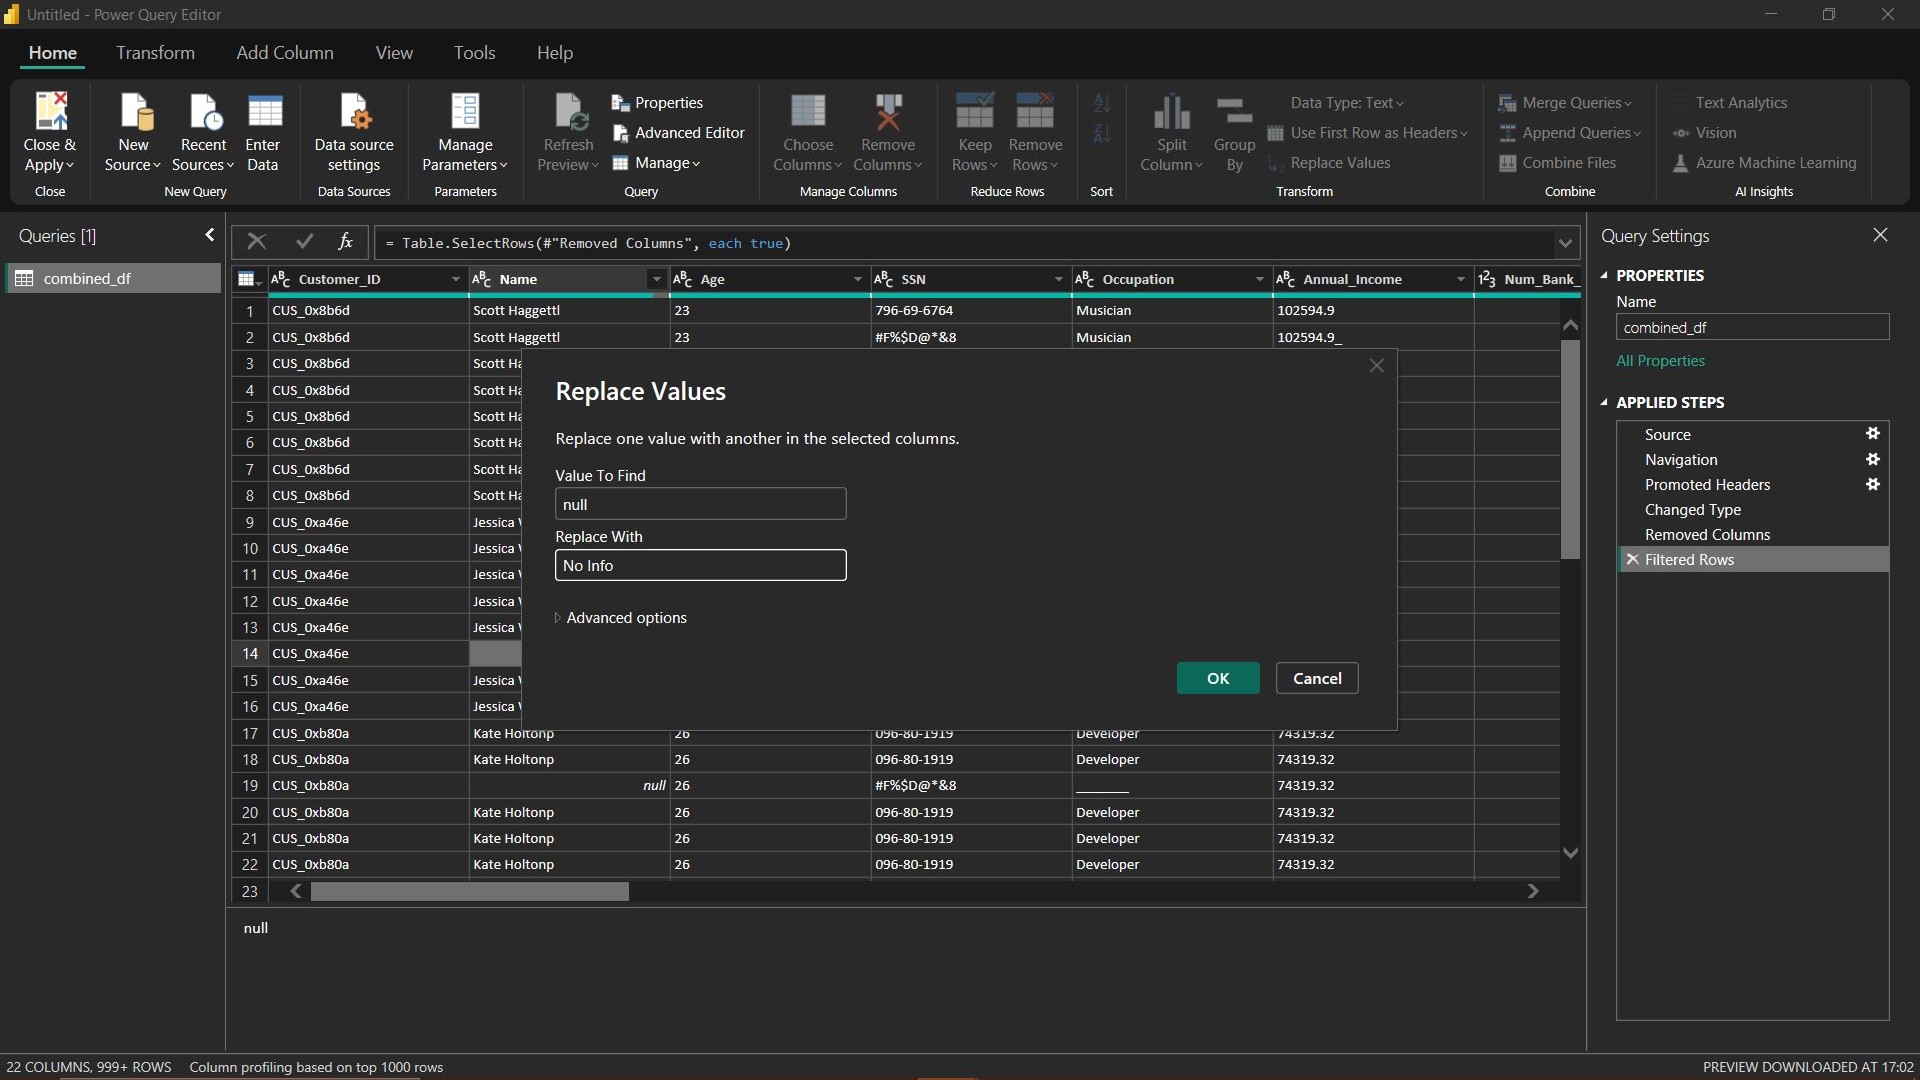 Untitled - Power Query Editor
Home Transform Add Column View Tools Help
Close & Apply
Close
New Source
Recent Sources
Enter Data
New Query
Data source settings
Data Sources
Manage Parameters
Parameters
Refresh Preview
Properties
Advanced Editor
Manage
Query
Choose Columns
Remove Columns
Manage Columns
Keep Rows
Remove Rows
Reduce Rows
Sort
Split Column
Group By
Data Type: Text
Use First Row as Headers
Replace Values
Transform
Merge Queries
Append Queries
Combine Files
Combine
Text Analytics
Vision
Azure Machine Learning
AI Insights
Queries [1]
combined_df
fx = Table.SelectRows(#"Removed Columns", each true)
ABC Customer_ID ABC Name ABC Age ABC SSN ABC Occupation ABC Annual_Income 123 Num_Bank_
1 CUS_0x8b6d Scott Haggettl 23 796-69-6764 Musician 102594.9
2 CUS_0x8b6d Scott Haggettl 23 #F%$D@*&8 Musician 102594.9_
3 CUS_0x8b6d Scott Ha
4 CUS_0x8b6d Scott Ha
5 CUS_0x8b6d Scott Ha
6 CUS_0x8b6d Scott Ha
7 CUS_0x8b6d Scott Ha
8 CUS_0x8b6d Scott Ha
9 CUS_0xa46e Jessica
10 CUS_0xa46e Jessica
11 CUS_0xa46e Jessica
12 CUS_0xa46e Jessica
13 CUS_0xa46e Jessica
14 CUS_0xa46e
15 CUS_0xa46e Jessica
16 CUS_0xa46e Jessica
17 CUS_0xb80a Kate Holtonp 26 096-80-1919 Developer 74319.32
18 CUS_0xb80a Kate Holtonp 26 096-80-1919 Developer 74319.32
19 CUS_0xb80a null 26 #F%$D@*&8 _______ 74319.32
20 CUS_0xb80a Kate Holtonp 26 096-80-1919 Developer 74319.32
21 CUS_0xb80a Kate Holtonp 26 096-80-1919 Developer 74319.32
22 CUS_0xb80a Kate Holtonp 26 096-80-1919 Developer 74319.32
23
Replace Values
Replace one value with another in the selected columns.
Value To Find
null
Replace With
No Info
Advanced options
OK Cancel
null
Query Settings
PROPERTIES
Name
combined_df
All Properties
APPLIED STEPS
Source
Navigation
Promoted Headers
Changed Type
Removed Columns
Filtered Rows
22 COLUMNS, 999+ ROWS Column profiling based on top 1000 rows
PREVIEW DOWNLOADED AT 17:02